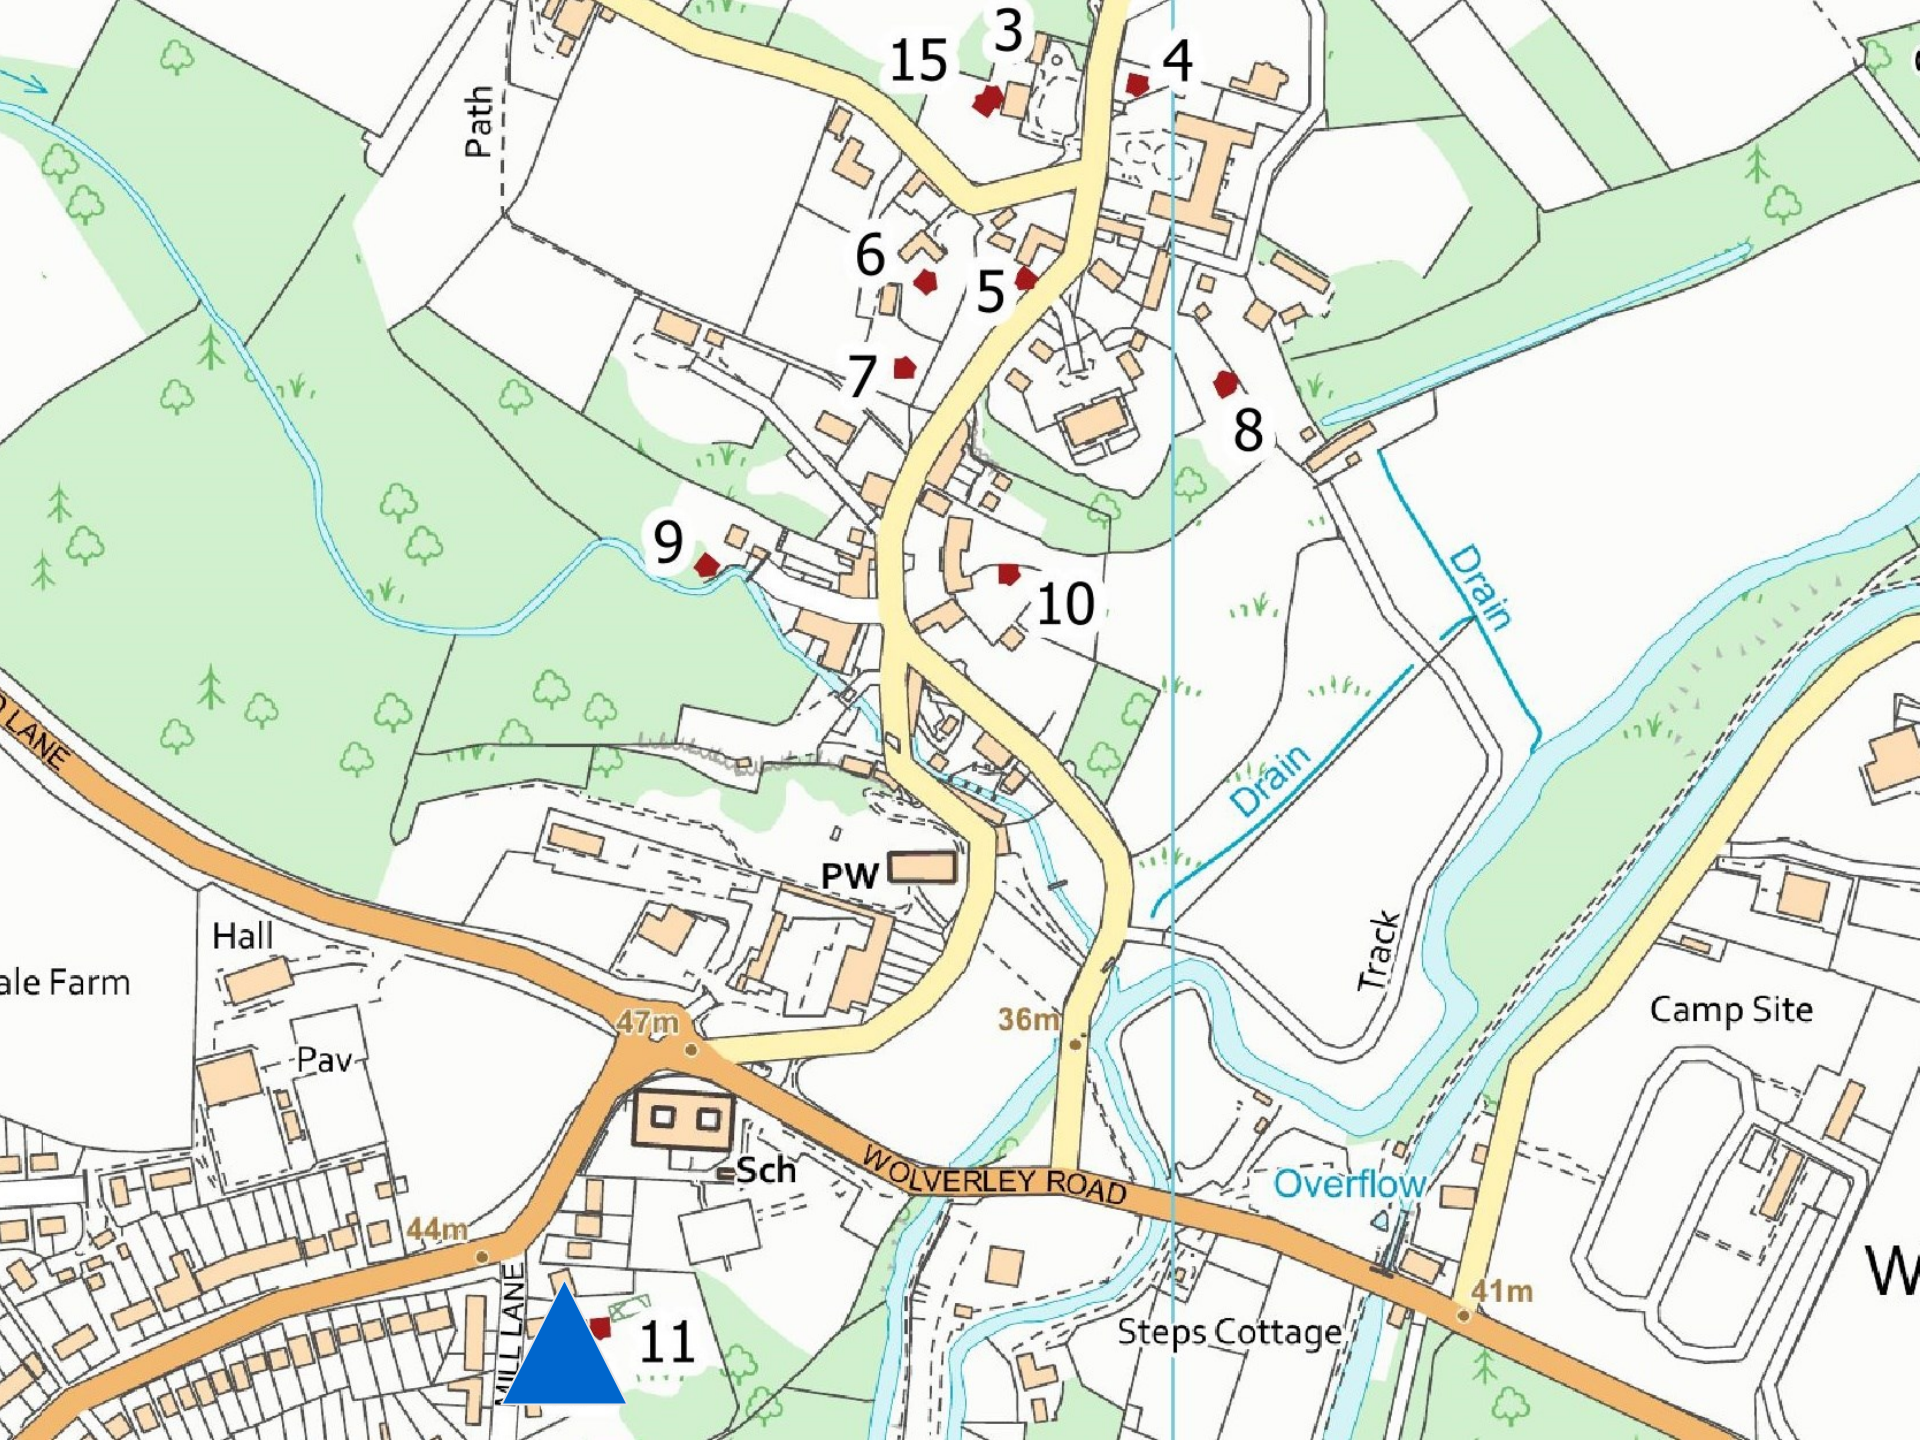 3
15
4
Path
6
5
7
8
9
10
Drain
Drain
LANE
PW
Hall
ale Farm
Track
Camp Site
47m
36m
Pav
Sch
WOLVERLEY ROAD
Overflow
44m
MILL LANE
11
41m
Steps Cottage
W